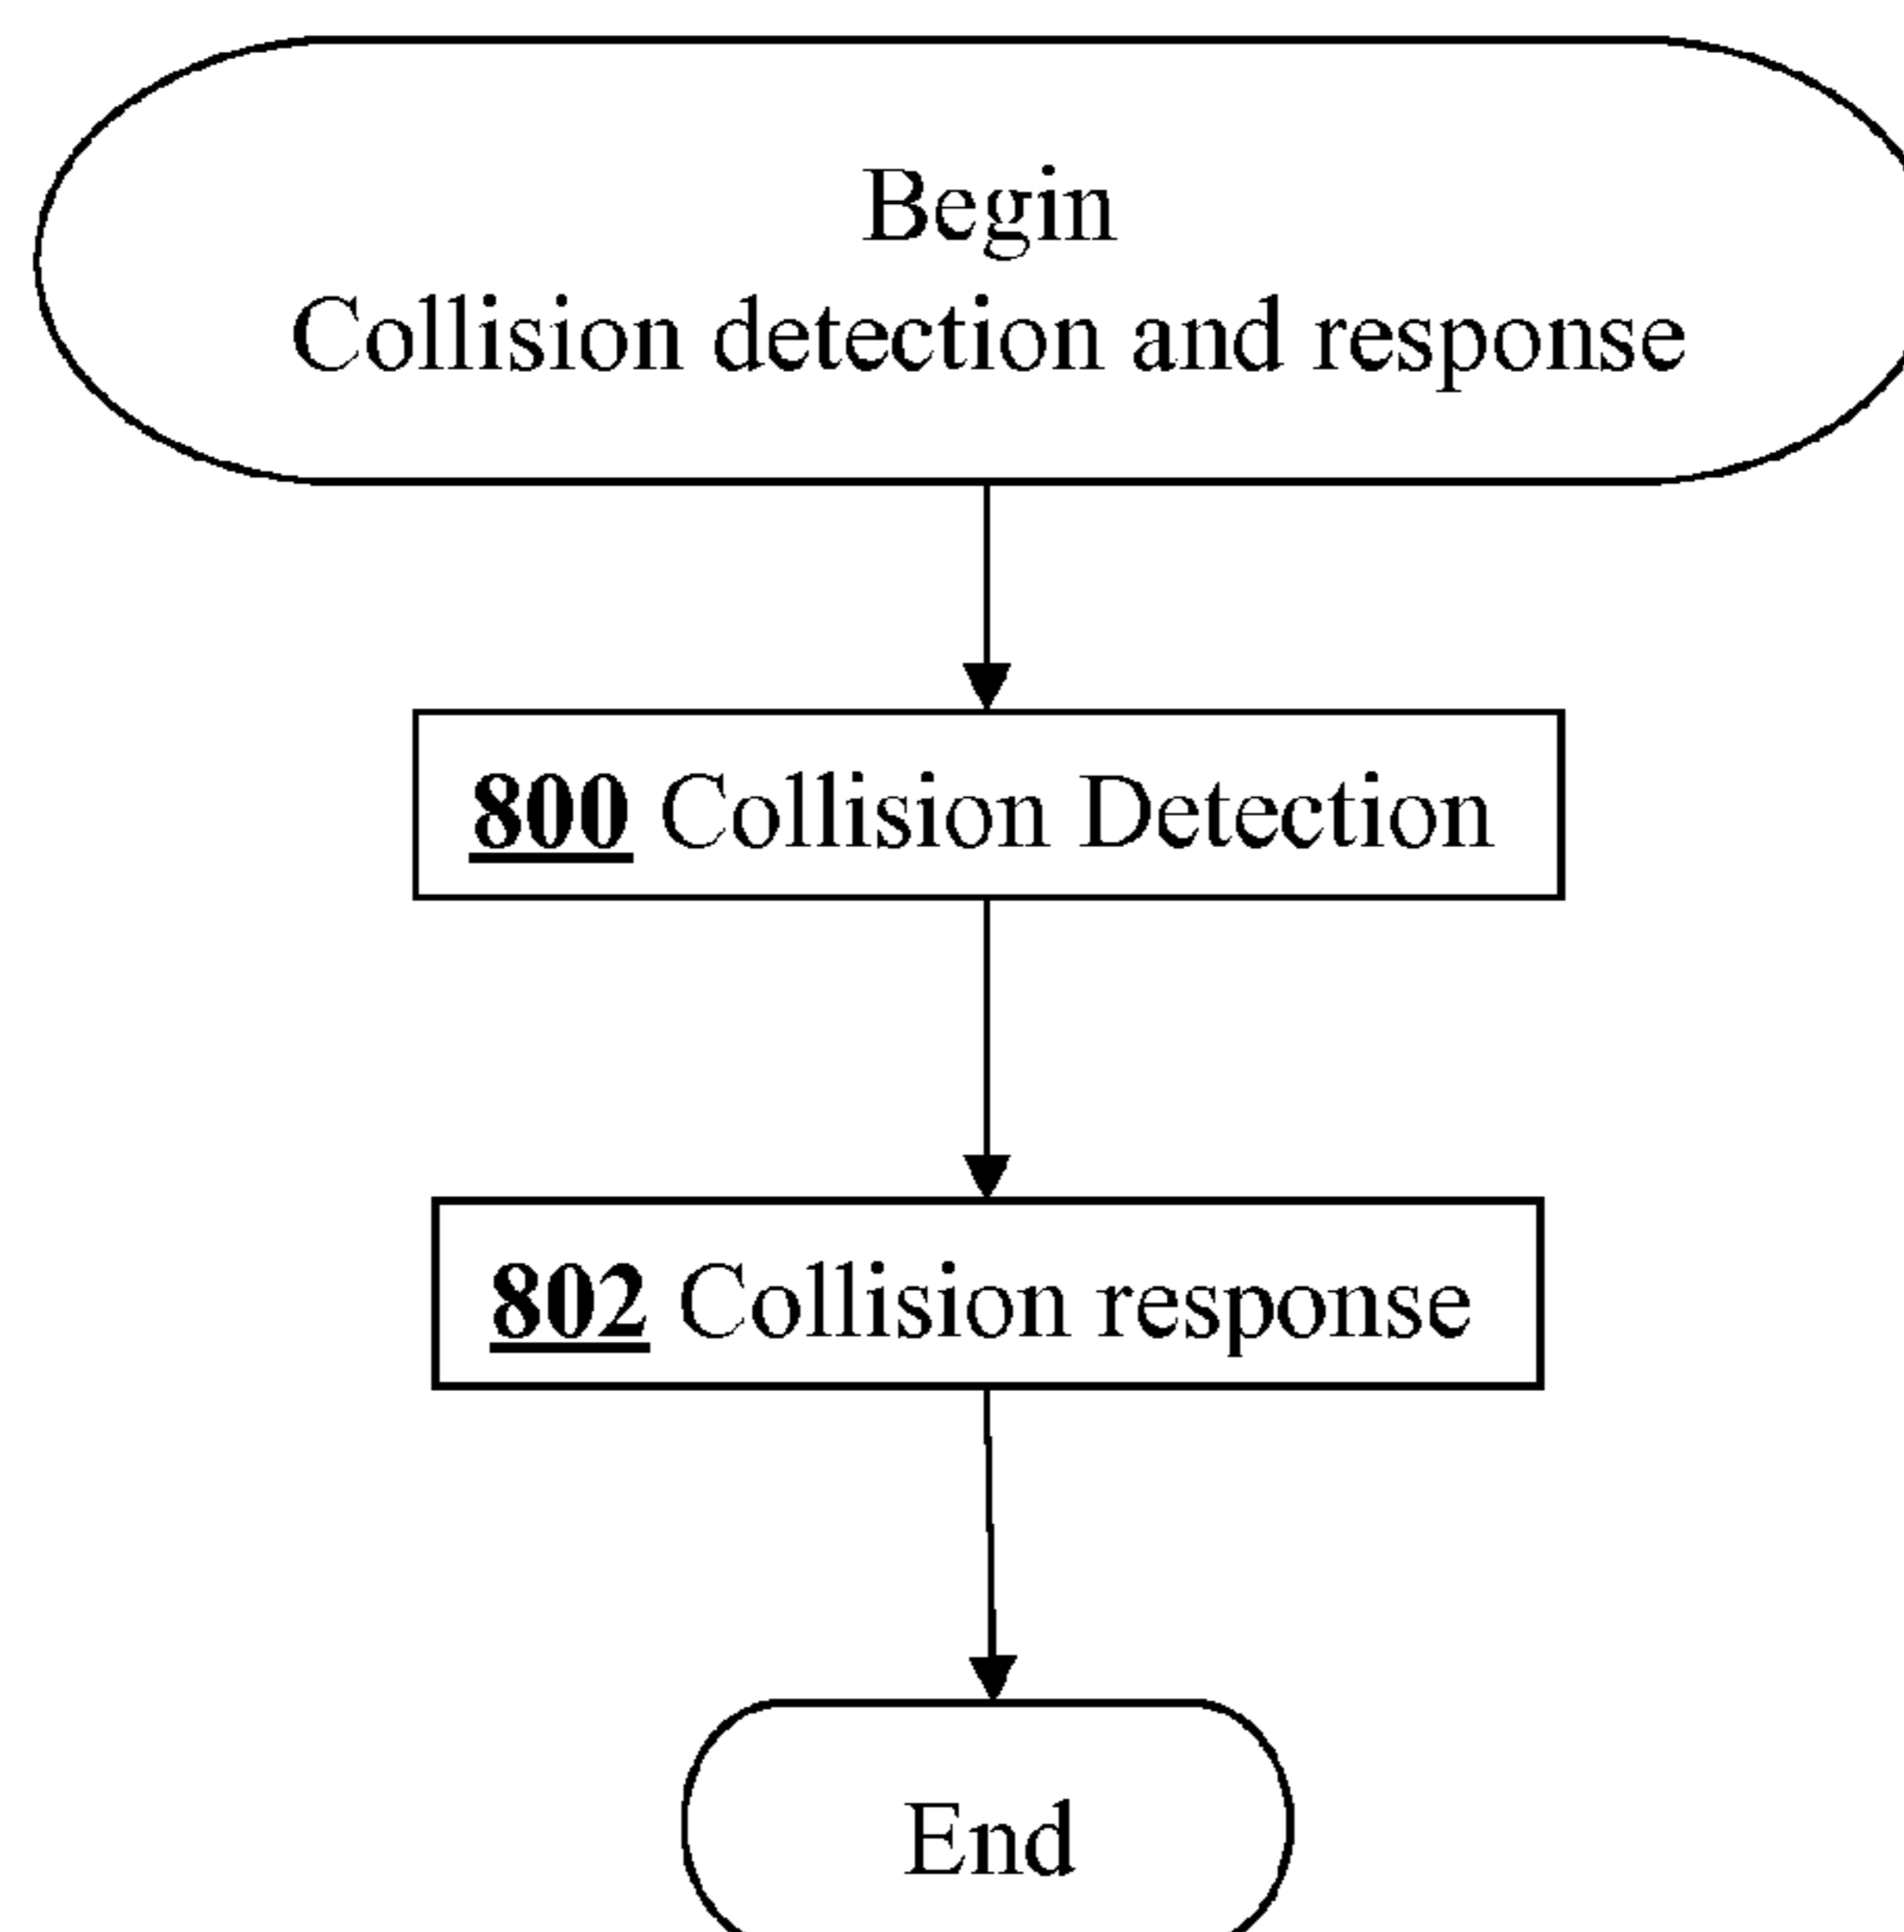 Begin
Collision detection and response
800 Collision Detection
802 Collision response
End